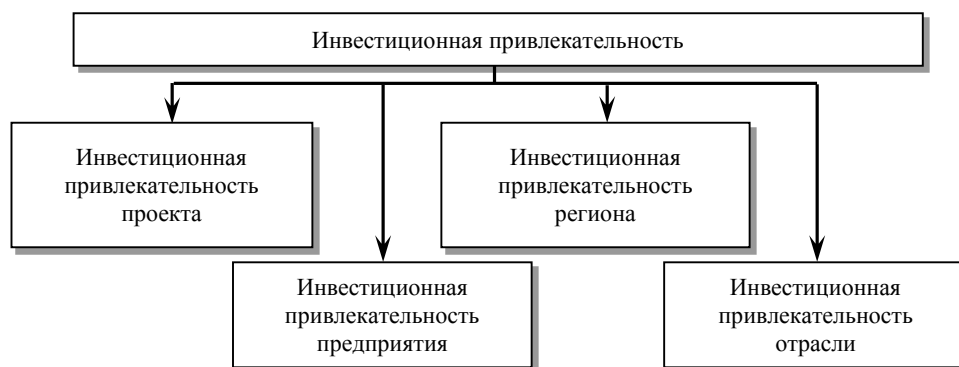 Инвестиционная привлекательность
Инвестиционная
привлекательность
проекта
Инвестиционная
привлекательность
региона
Инвестиционная
привлекательность
предприятия
Инвестиционная
привлекательность
отрасли